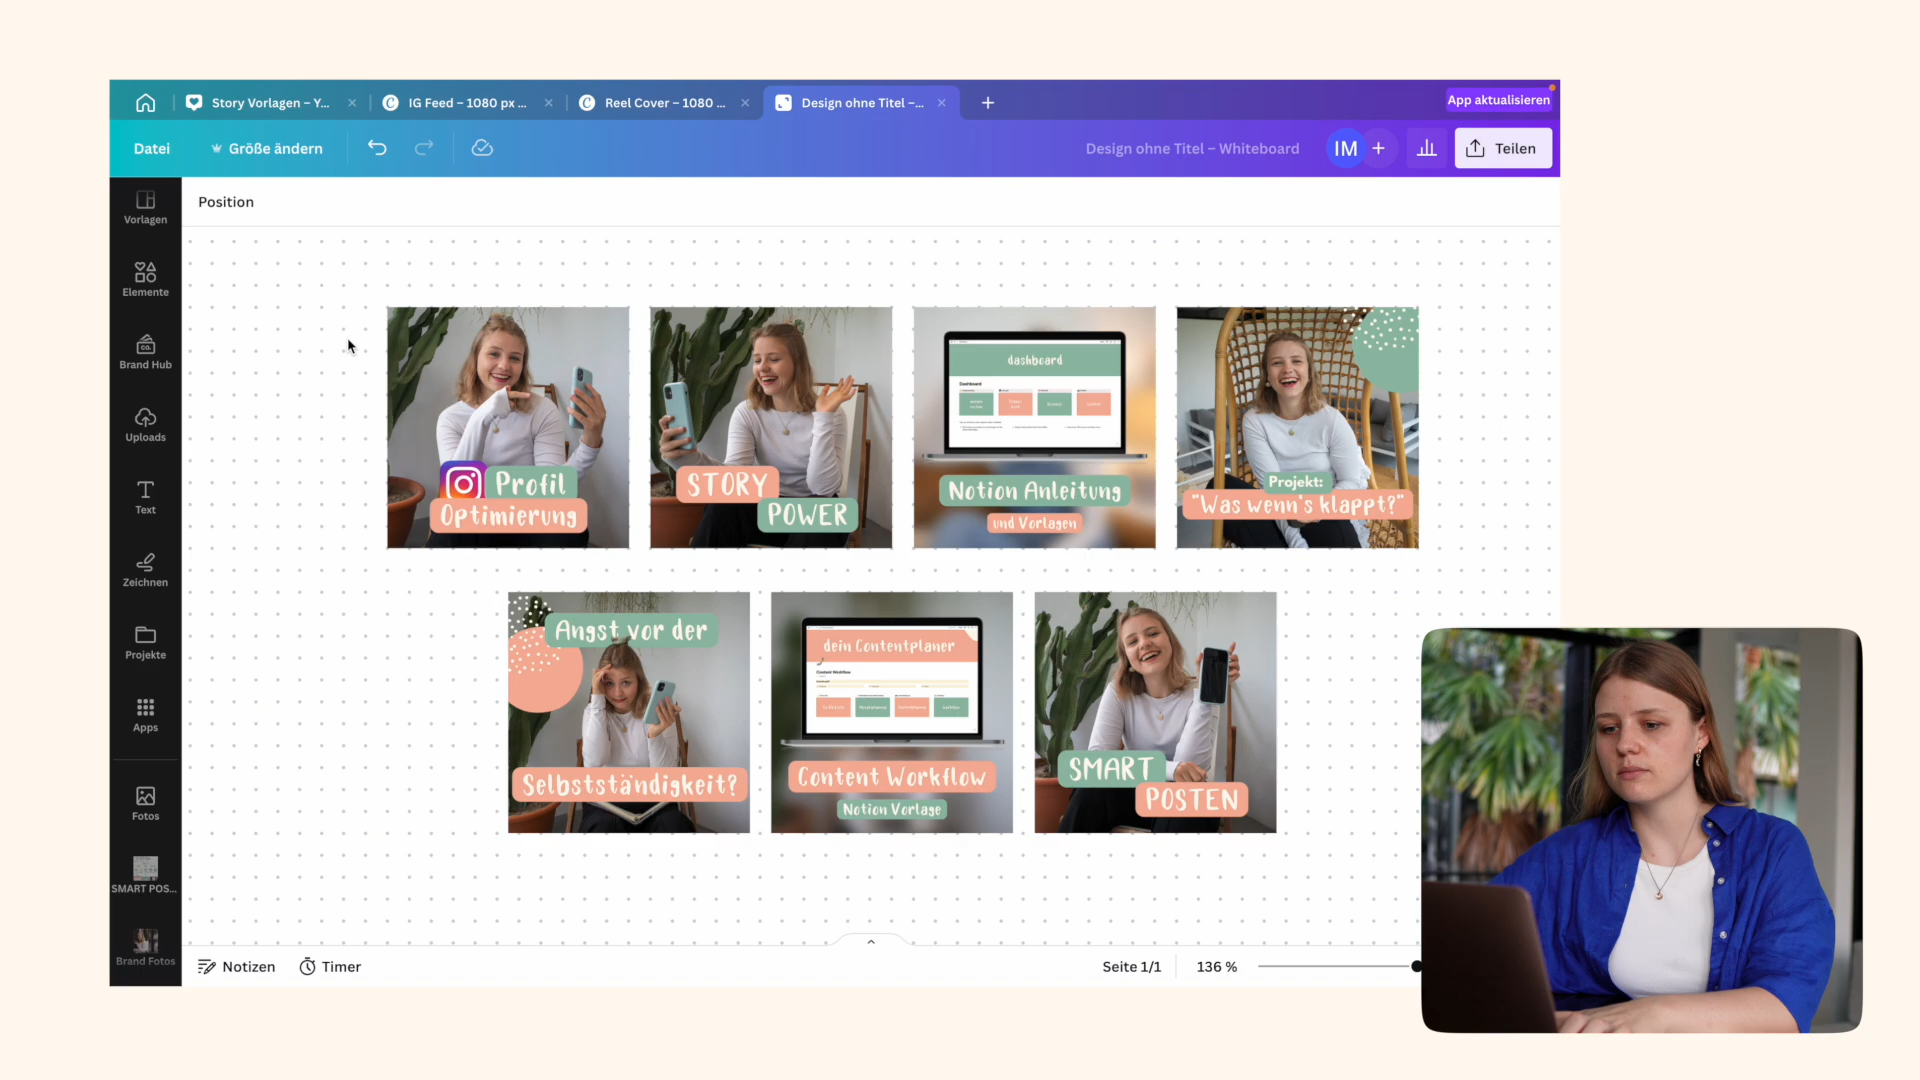 Story Vorlagen – Y...
IG Feed – 1080 px ...
Reel Cover – 1080 ...
Design ohne Titel –...
App aktualisieren
Datei
Größe ändern
Design ohne Titel – Whiteboard
IM
Teilen
Vorlagen
Elemente
Brand Hub
Uploads
Text
Zeichnen
Projekte
Apps
Fotos
SMART POS...
Brand Fotos
Position
Profil
Optimierung
STORY
POWER
dashboard
Dashboard
Notion Anleitung
und Vorlagen
Projekt:
"Was wenn's klappt?"
Angst vor der
Selbstständigkeit?
dein Contentplaner
Content Workflow
Content Workflow
Notion Vorlage
SMART
POSTEN
Notizen
Timer
Seite 1/1
136 %